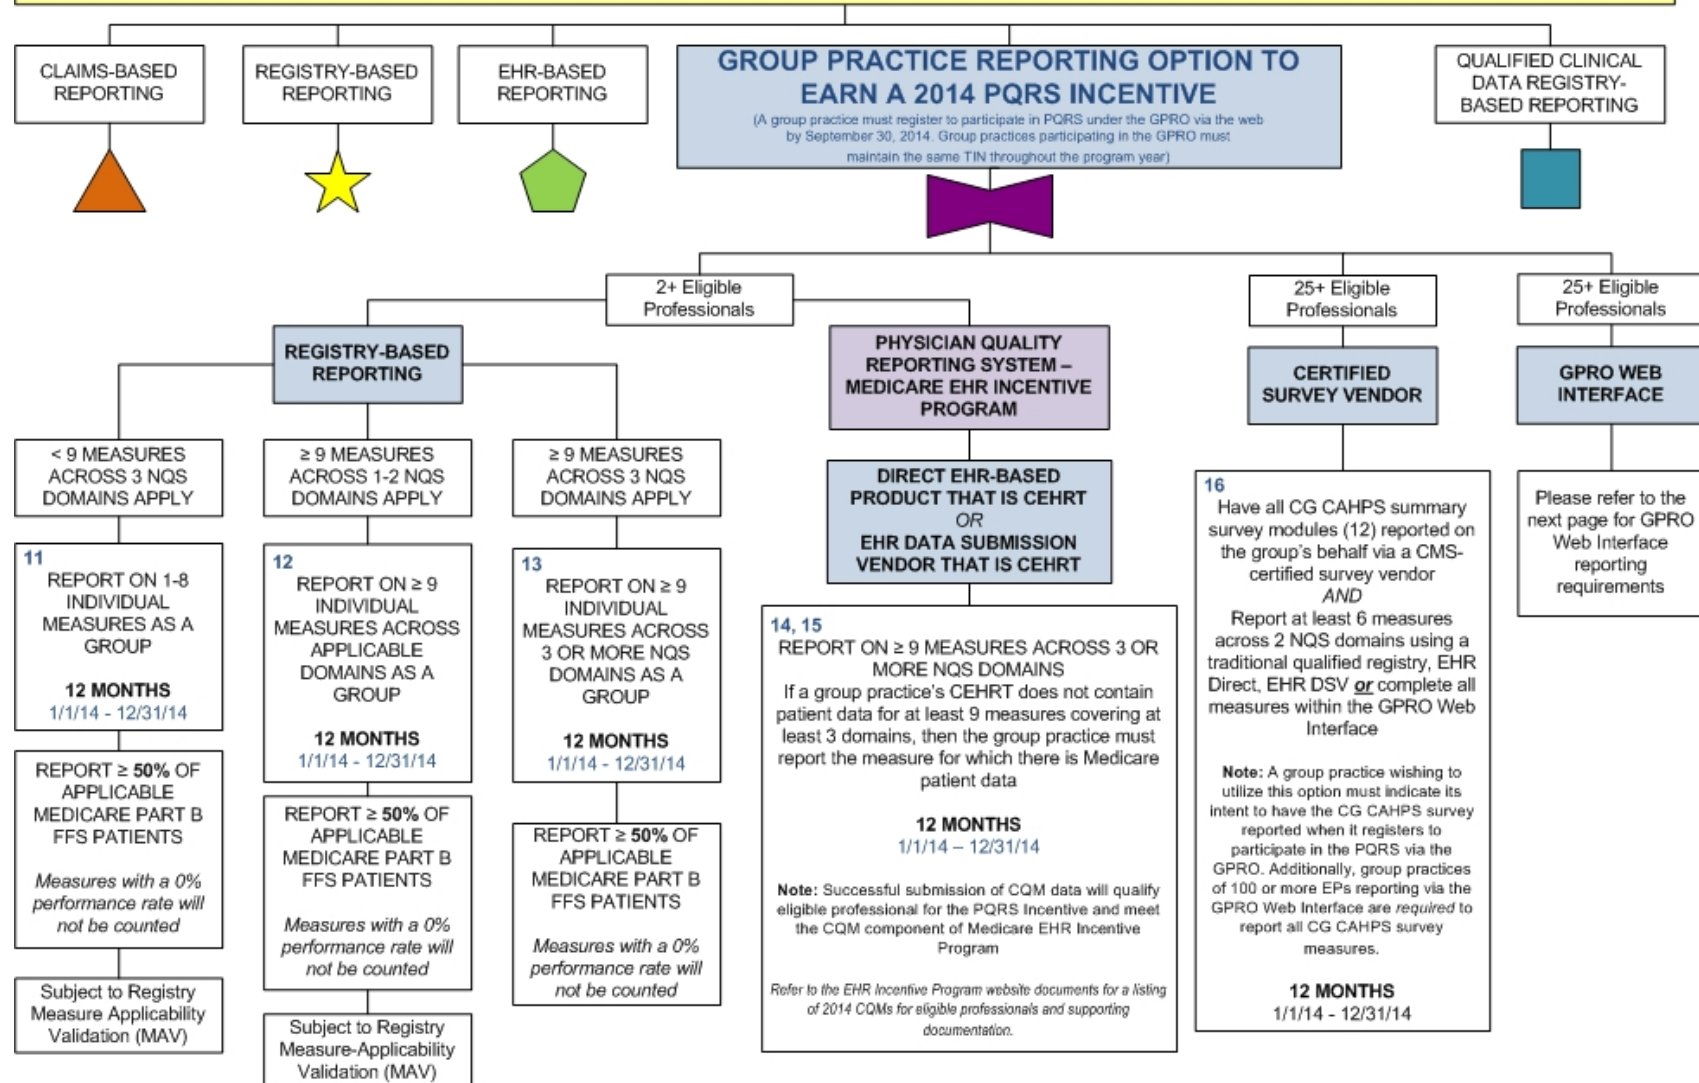 CLAIMS-BASED
REPORTING
REGISTRY-BASED
REPORTING
EHR-BASED
REPORTING
GROUP PRACTICE REPORTING OPTION TO
EARN A 2014 PQRS INCENTIVE
(A group practice must register to participate in PQRS under the GPRO via the web
by September 30, 2014. Group practices participating in the GPRO must
maintain the same TIN throughout the program year)
QUALIFIED CLINICAL
DATA REGISTRY-
BASED REPORTING
2+ Eligible
Professionals
25+ Eligible
Professionals
25+ Eligible
Professionals
REGISTRY-BASED
REPORTING
PHYSICIAN QUALITY
REPORTING SYSTEM –
MEDICARE EHR INCENTIVE
PROGRAM
CERTIFIED
SURVEY VENDOR
GPRO WEB
INTERFACE
< 9 MEASURES
ACROSS 3 NQS
DOMAINS APPLY
≥ 9 MEASURES
ACROSS 1-2 NQS
DOMAINS APPLY
≥ 9 MEASURES
ACROSS 3 NQS
DOMAINS APPLY
DIRECT EHR-BASED
PRODUCT THAT IS CEHRT
OR
EHR DATA SUBMISSION
VENDOR THAT IS CEHRT
11
REPORT ON 1-8
INDIVIDUAL
MEASURES AS A
GROUP
12 MONTHS
1/1/14 - 12/31/14
REPORT ≥ 50% OF
APPLICABLE
MEDICARE PART B
FFS PATIENTS
Measures with a 0%
performance rate will
not be counted
Subject to Registry
Measure Applicability
Validation (MAV)
12
REPORT ON ≥ 9
INDIVIDUAL
MEASURES ACROSS
APPLICABLE
DOMAINS AS A
GROUP
12 MONTHS
1/1/14 - 12/31/14
REPORT ≥ 50% OF
APPLICABLE
MEDICARE PART B
FFS PATIENTS
Measures with a 0%
performance rate will
not be counted
Subject to Registry
Measure-Applicability
Validation (MAV)
13
REPORT ON ≥ 9
INDIVIDUAL
MEASURES ACROSS
3 OR MORE NQS
DOMAINS AS A
GROUP
12 MONTHS
1/1/14 - 12/31/14
REPORT ≥ 50% OF
APPLICABLE
MEDICARE PART B
FFS PATIENTS
Measures with a 0%
performance rate will
not be counted
14, 15
REPORT ON ≥ 9 MEASURES ACROSS 3 OR
MORE NQS DOMAINS
If a group practice's CEHRT does not contain
patient data for at least 9 measures covering at
least 3 domains, then the group practice must
report the measure for which there is Medicare
patient data
12 MONTHS
1/1/14 – 12/31/14
Note: Successful submission of CQM data will qualify
eligible professional for the PQRS Incentive and meet
the CQM component of Medicare EHR Incentive
Program
Refer to the EHR Incentive Program website documents for a listing
of 2014 CQMs for eligible professionals and supporting
documentation.
16
Have all CG CAHPS summary
survey modules (12) reported on
the group's behalf via a CMS-
certified survey vendor
AND
Report at least 6 measures
across 2 NQS domains using a
traditional qualified registry, EHR
Direct, EHR DSV or complete all
measures within the GPRO Web
Interface
Note: A group practice wishing to
utilize this option must indicate its
intent to have the CG CAHPS survey
reported when it registers to
participate in the PQRS via the
GPRO. Additionally, group practices
of 100 or more EPs reporting via the
GPRO Web Interface are required to
report all CG CAHPS survey
measures.
12 MONTHS
1/1/14 - 12/31/14
Please refer to the
next page for GPRO
Web Interface
reporting
requirements